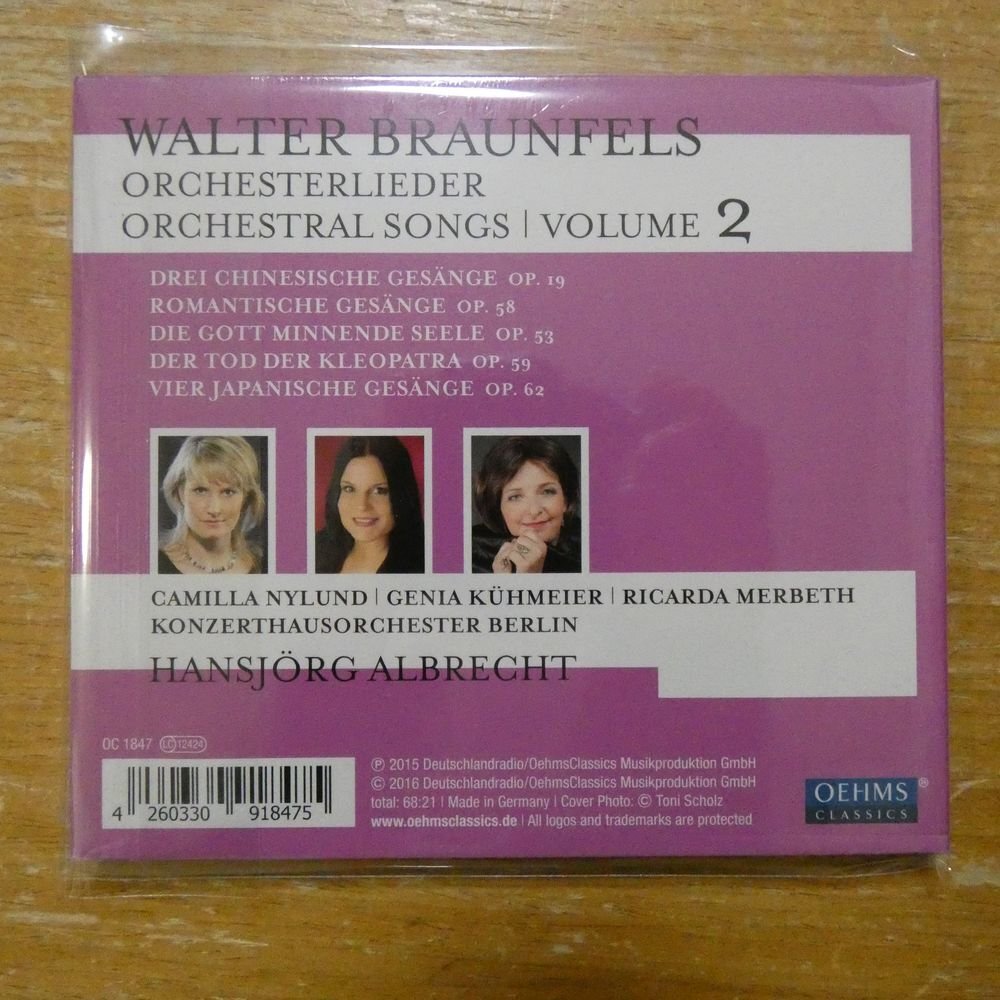 WALTER BRAUNFELS
ORCHESTERLIEDER
ORCHESTRAL SONGS | VOLUME 2
DREI CHINESISCHE GESÄNGE OP. 19
ROMANTISCHE GESÄNGE OP. 58
DIE GOTT MINNENDE SEELE OP. 53
DER TOD DER KLEOPATRA OP. 59
VIER JAPANISCHE GESÄNGE OP. 62
CAMILLA NYLUND | GENIA KÜHMEIER | RICARDA MERBETH
KONZERTHAUSORCHESTER BERLIN
HANSJÖRG ALBRECHT
OC 1847 LC 12424
4 260330 918475
℗ 2015 Deutschlandradio/OehmsClassics Musikproduktion GmbH
© 2016 Deutschlandradio/OehmsClassics Musikproduktion GmbH
total: 68:21 | Made in Germany | Cover Photo: © Toni Scholz
www.oehmsclassics.de | All logos and trademarks are protected
OEHMS ®
CLASSICS